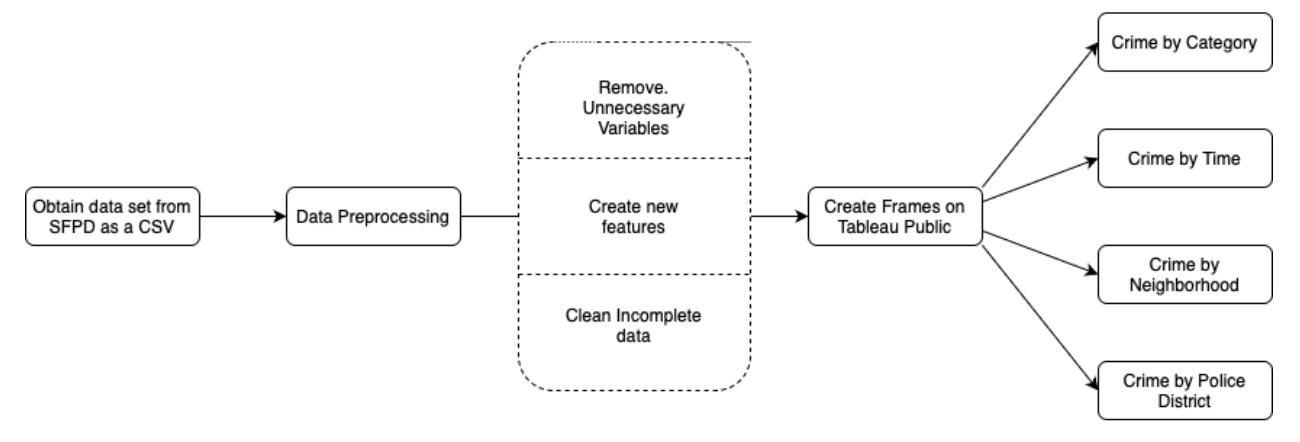 Obtain data set from
SFPD as a CSV
Data Preprocessing
Remove.
Unnecessary
Variables
Create new
features
Clean Incomplete
data
Create Frames on
Tableau Public
Crime by Category
Crime by Time
Crime by
Neighborhood
Crime by Police
District